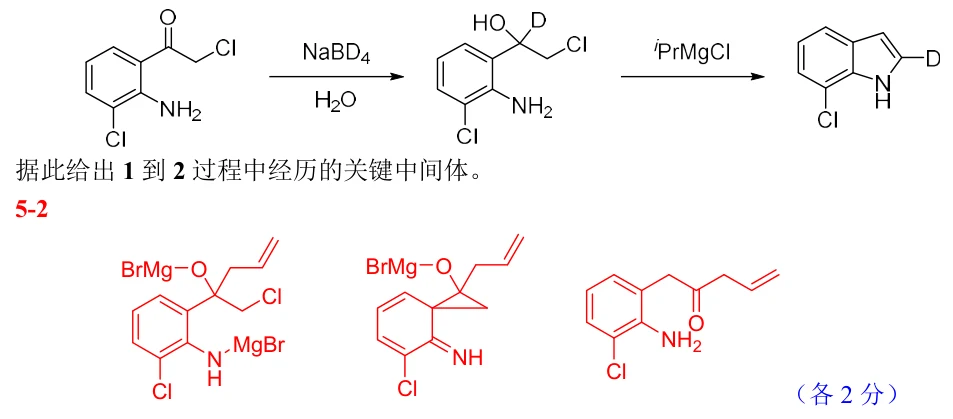 O
Cl
NH2
Cl
NaBD4
H2O
HO
D
Cl
NH2
Cl
iPrMgCl
D
N
H
Cl
据此给出 1 到 2 过程中经历的关键中间体。
5-2
BrMg
O
Cl
MgBr
N
H
Cl
BrMg
O
NH
Cl
O
NH2
Cl
（各 2 分）